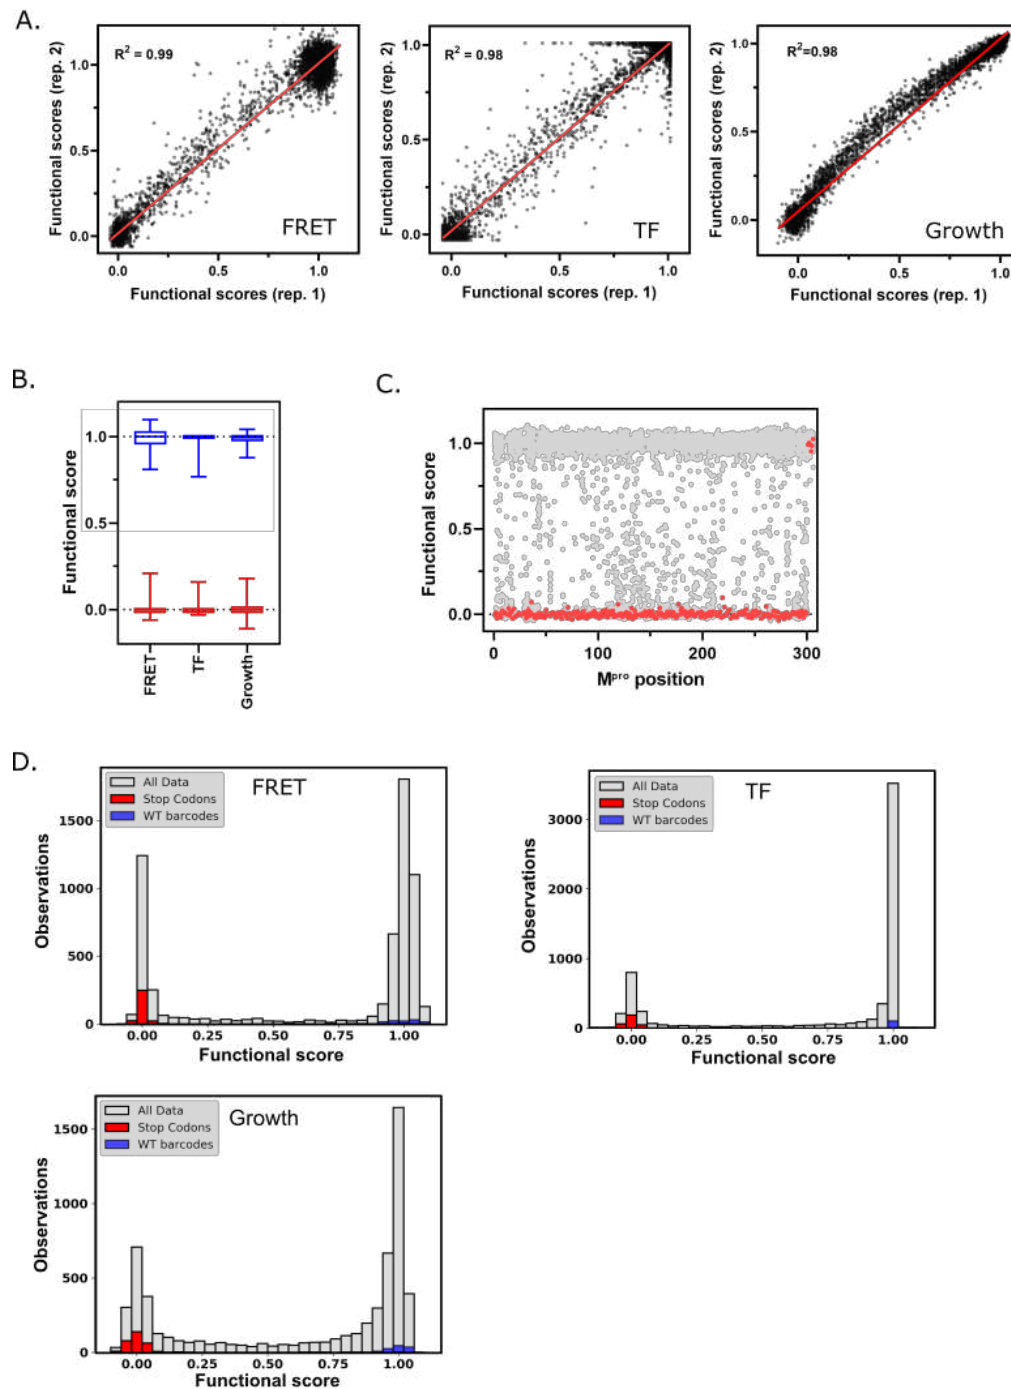 A.
R² = 0.99
FRET
Functional scores (rep. 2)
1.0
0.5
0.0
0.0
0.5
1.0
Functional scores (rep. 1)
R² = 0.98
TF
Functional scores (rep. 2)
1.0
0.5
0.0
0.0
0.5
1.0
Functional scores (rep. 1)
R²=0.98
Growth
Functional scores (rep. 2)
1.0
0.5
0.0
0.0
0.5
1.0
Functional scores (rep. 1)
B.
Functional score
1.0
0.5
0.0
FRET
TF
Growth
C.
Functional score
1.0
0.5
0.0
0
100
200
300
Mᵖʳᵒ position
D.
FRET
All Data
Stop Codons
WT barcodes
Observations
1500
1000
500
0
0.00
0.25
0.50
0.75
1.00
Functional score
TF
All Data
Stop Codons
WT barcodes
Observations
3000
2000
1000
0
0.00
0.25
0.50
0.75
1.00
Functional score
Growth
All Data
Stop Codons
WT barcodes
Observations
1500
1000
500
0
0.00
0.25
0.50
0.75
1.00
Functional score